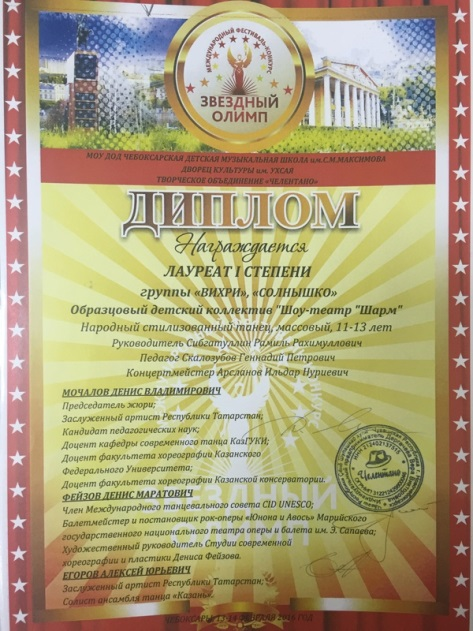 МЕЖДУНАРОДНЫЙ ФЕСТИВАЛЬ-КОНКУРС
ЗВЕЗДНЫЙ
ОЛИМП
МОУ ДОД ЧЕБОКСАРСКАЯ ДЕТСКАЯ МУЗЫКАЛЬНАЯ ШКОЛА им.С.М.МАКСИМОВА
ДВОРЕЦ КУЛЬТУРЫ им. УХСАЯ
ТВОРЧЕСКОЕ ОБЪЕДИНЕНИЕ «ЧЕЛЕНТАНО»
ДИПЛОМ
Награждается
ЛАУРЕАТ I СТЕПЕНИ
группы «ВИХРИ», «СОЛНЫШКО»
Образцовый детский коллектив "Шоу-театр "Шарм"
Народный стилизованный танец, массовый, 11-13 лет
Руководитель Сибгатуллин Рамиль Рахимуллович
Педагог Скалозубов Геннадий Петрович
Концертмейстер Арсланов Ильдар Нуриевич
МОЧАЛОВ ДЕНИС ВЛАДИМИРОВИЧ
Председатель жюри;
Заслуженный артист Республики Татарстан;
Кандидат педагогических наук;
Доцент кафедры современного танца КазГУКИ;
Доцент факультета хореографии Казанского
Федерального Университета;
Доцент факультета хореографии Казанской консерватории.
ФЕЙЗОВ ДЕНИС МАРАТОВИЧ
Член Международного танцевального совета CID UNESCO;
Балетмейстер и постановщик рок-оперы «Юнона и Авось» Марийского
государственного национального театра оперы и балета им. Э. Сапаева;
Художественный руководитель Студии современной
хореографии и пластики Дениса Фейзова.
ЕГОРОВ АЛЕКСЕЙ ЮРЬЕВИЧ
Заслуженный артист Республики Татарстан;
Солист ансамбля танца «Казань».
Челентано
ЗВЕЗДНЫЙ
ЧЕБОКСАРЫ, 13-14 ФЕВРАЛЯ 2016 ГОД